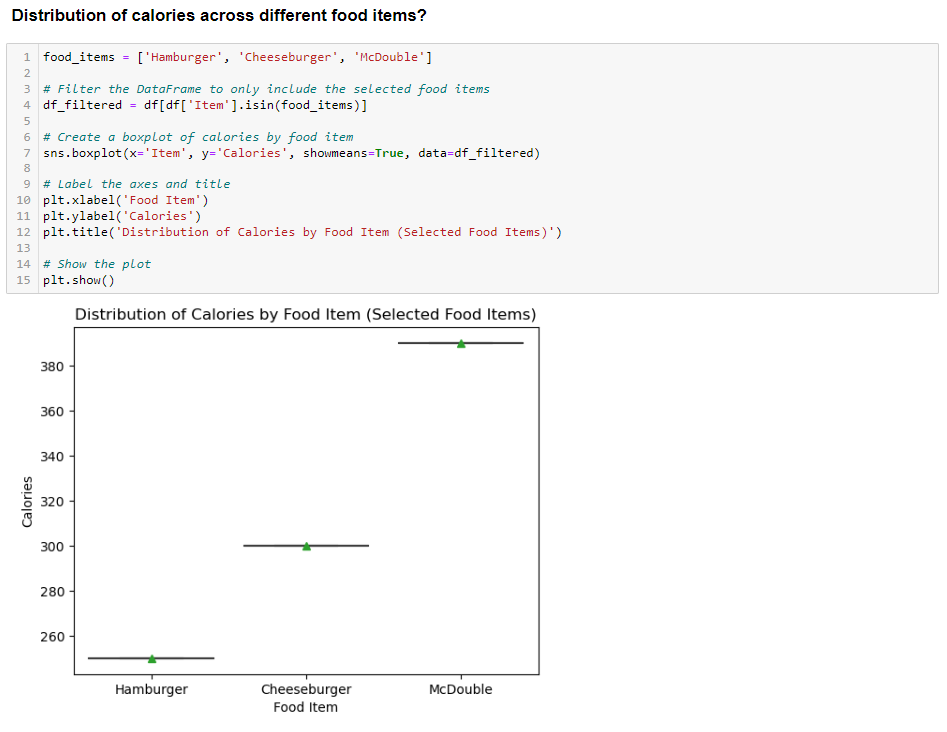 Distribution of calories across different food items?
1 food_items = ['Hamburger', 'Cheeseburger', 'McDouble']
2
3 # Filter the DataFrame to only include the selected food items
4 df_filtered = df[df['Item'].isin(food_items)]
5
6 # Create a boxplot of calories by food item
7 sns.boxplot(x='Item', y='Calories', showmeans=True, data=df_filtered)
8
9 # Label the axes and title
10 plt.xlabel('Food Item')
11 plt.ylabel('Calories')
12 plt.title('Distribution of Calories by Food Item (Selected Food Items)')
13
14 # Show the plot
15 plt.show()
Distribution of Calories by Food Item (Selected Food Items)
380
360
340
320
300
280
260
Calories
Hamburger Cheeseburger McDouble
Food Item